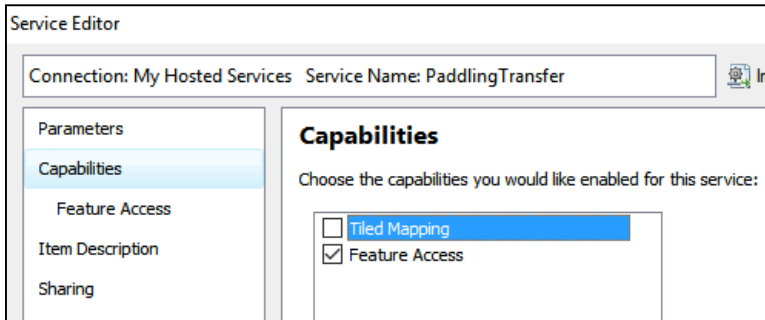 Service Editor
Connection: My Hosted Services Service Name: PaddlingTransfer
Parameters
Capabilities
Feature Access
Item Description
Sharing
Capabilities
Choose the capabilities you would like enabled for this service:
Tiled Mapping
Feature Access